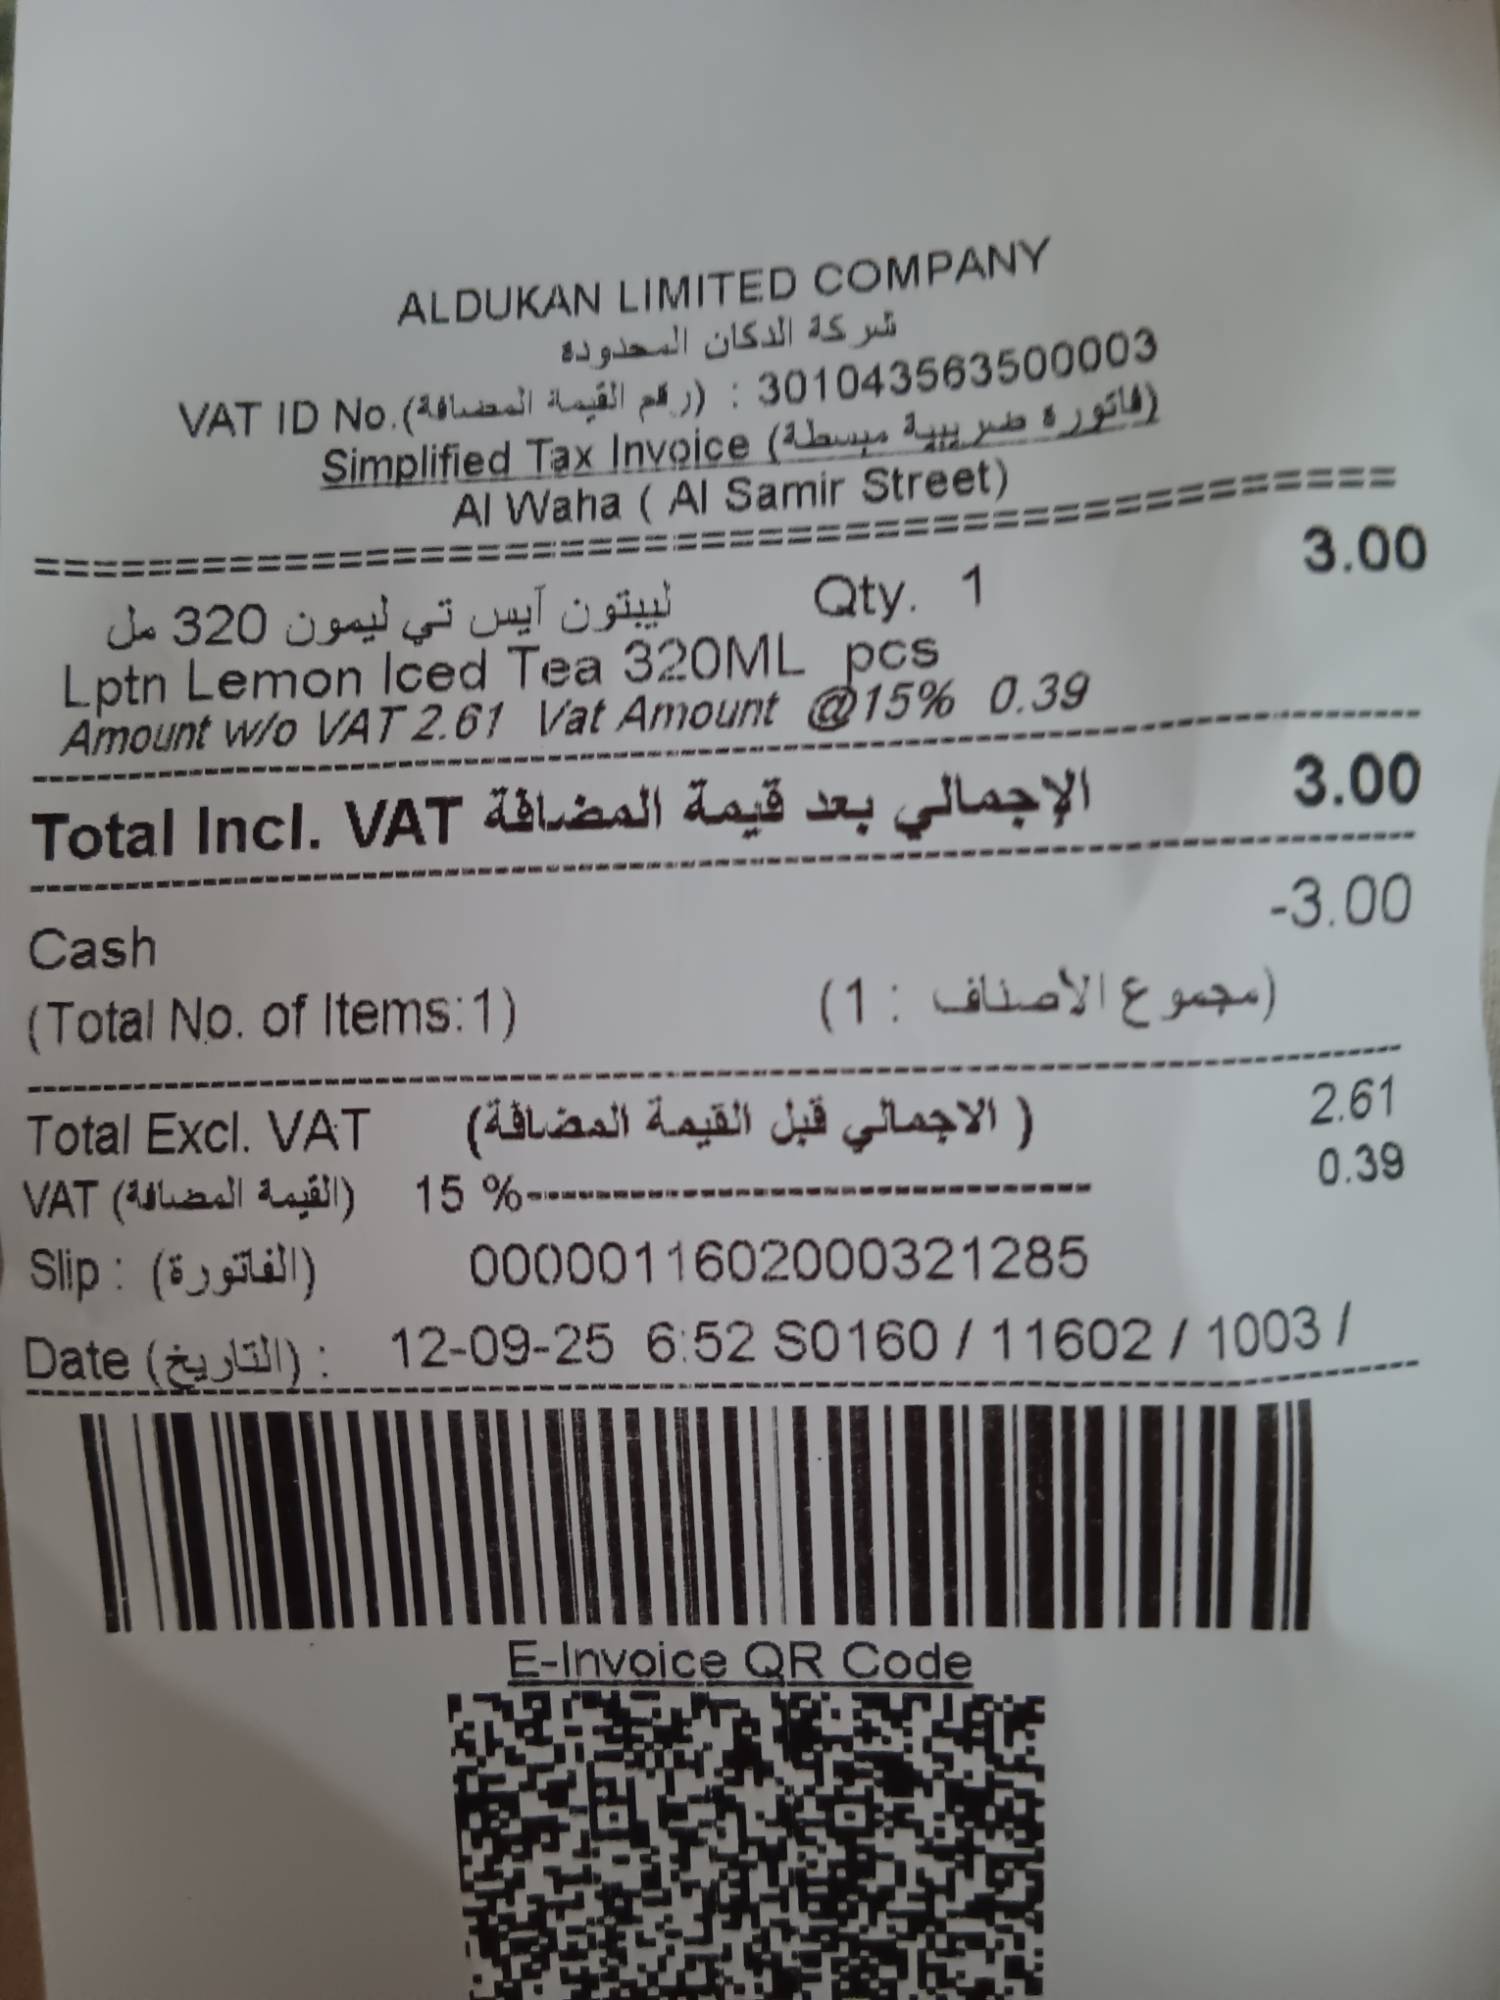 ALDUKAN LIMITED COMPANY
شركة الدكان المحدوده
VAT ID No.(رقم القيمة المضافة) : 301043563500003
Simplified Tax Invoice (فاتورة ضريبية مبسطة)
Al Waha ( Al Samir Street)
==================================================
ليبتون آيس تي ليمون 320 مل Qty. 1 3.00
Lptn Lemon Iced Tea 320ML pcs
Amount w/o VAT 2.61 Vat Amount @15% 0.39
Total Incl. VAT الإجمالي بعد قيمة المضافة 3.00
Cash -3.00
(Total No. of Items:1) (مجموع الأصناف : 1)
Total Excl. VAT (الاجمالي قبل القيمة المضافة ) 2.61
VAT (القيمة المضافة) 15 %----------------------------------- 0.39
Slip : (الفاتورة) 0000011602000321285
Date (التاريخ) : 12-09-25 6:52 S0160 / 11602 / 1003 /
E-Invoice QR Code